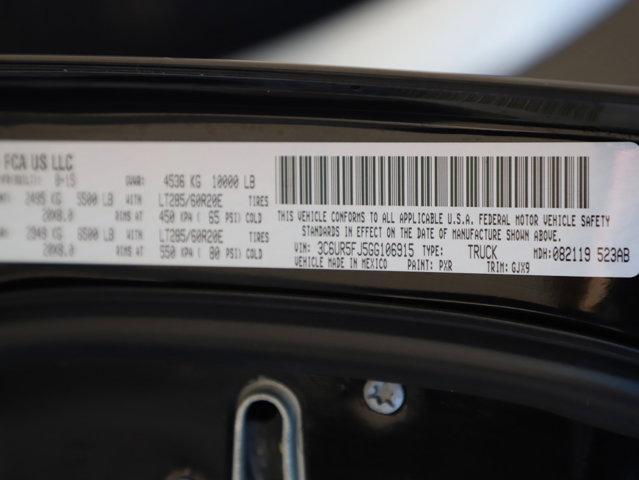 FCA US LLC
8-15 GVWR: 4536 KG 10000 LB
2495 KG 5500 LB WITH LT285/60R20E TIRES
20X8.0 RIMS AT 450 KPA ( 65 PSI) COLD
6500 LB WITH LT285/60R20E TIRES
20X8.0 RIMS AT 550 KPA ( 80 PSI) COLD
THIS VEHICLE CONFORMS TO ALL APPLICABLE U.S.A. FEDERAL MOTOR VEHICLE SAFETY
STANDARDS IN EFFECT ON THE DATE OF MANUFACTURE SHOWN ABOVE.
VIN: 3C6UR5FJ5GG106915 TYPE: TRUCK MDH: 082119 523AB
VEHICLE MADE IN MEXICO PAINT: PXR TRIM: GJX9